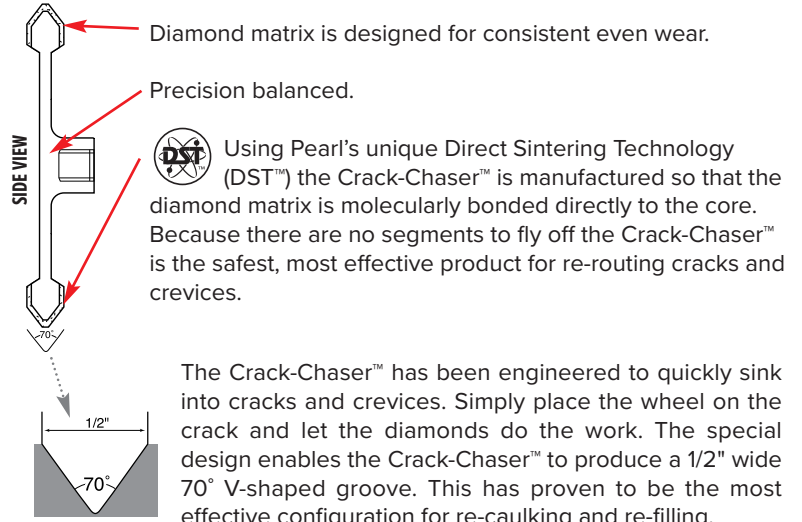 Diamond matrix is designed for consistent even wear.
Precision balanced.
SIDE VIEW
DST™ Using Pearl's unique Direct Sintering Technology
(DST™) the Crack-Chaser™ is manufactured so that the
diamond matrix is molecularly bonded directly to the core.
Because there are no segments to fly off the Crack-Chaser™
is the safest, most effective product for re-routing cracks and
crevices.
70˚
The Crack-Chaser™ has been engineered to quickly sink
into cracks and crevices. Simply place the wheel on the
crack and let the diamonds do the work. The special
design enables the Crack-Chaser™ to produce a 1/2" wide
70˚ V-shaped groove. This has proven to be the most
effective configuration for re-caulking and re-filling.
1/2"
70˚